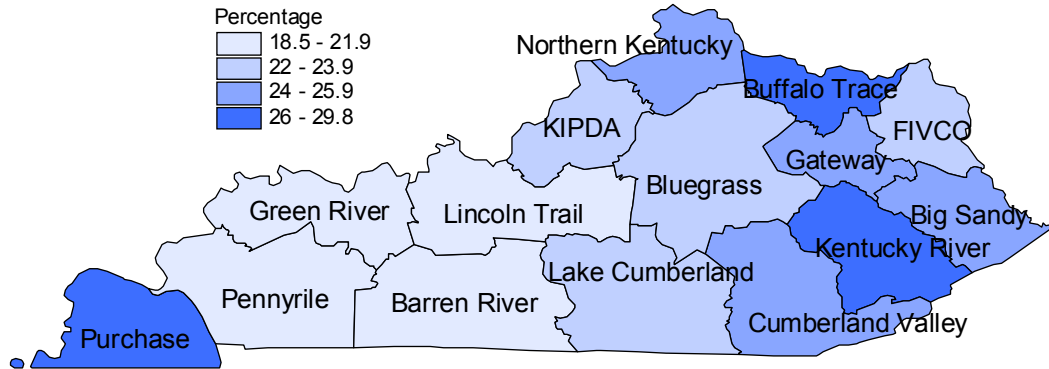 Percentage
18.5 - 21.9
22 - 23.9
24 - 25.9
26 - 29.8
Northern Kentucky
Buffalo Trace
KIPDA
FIVCO
Gateway
Bluegrass
Green River
Lincoln Trail
Big Sandy
Kentucky River
Lake Cumberland
Pennyrile
Barren River
Cumberland Valley
Purchase